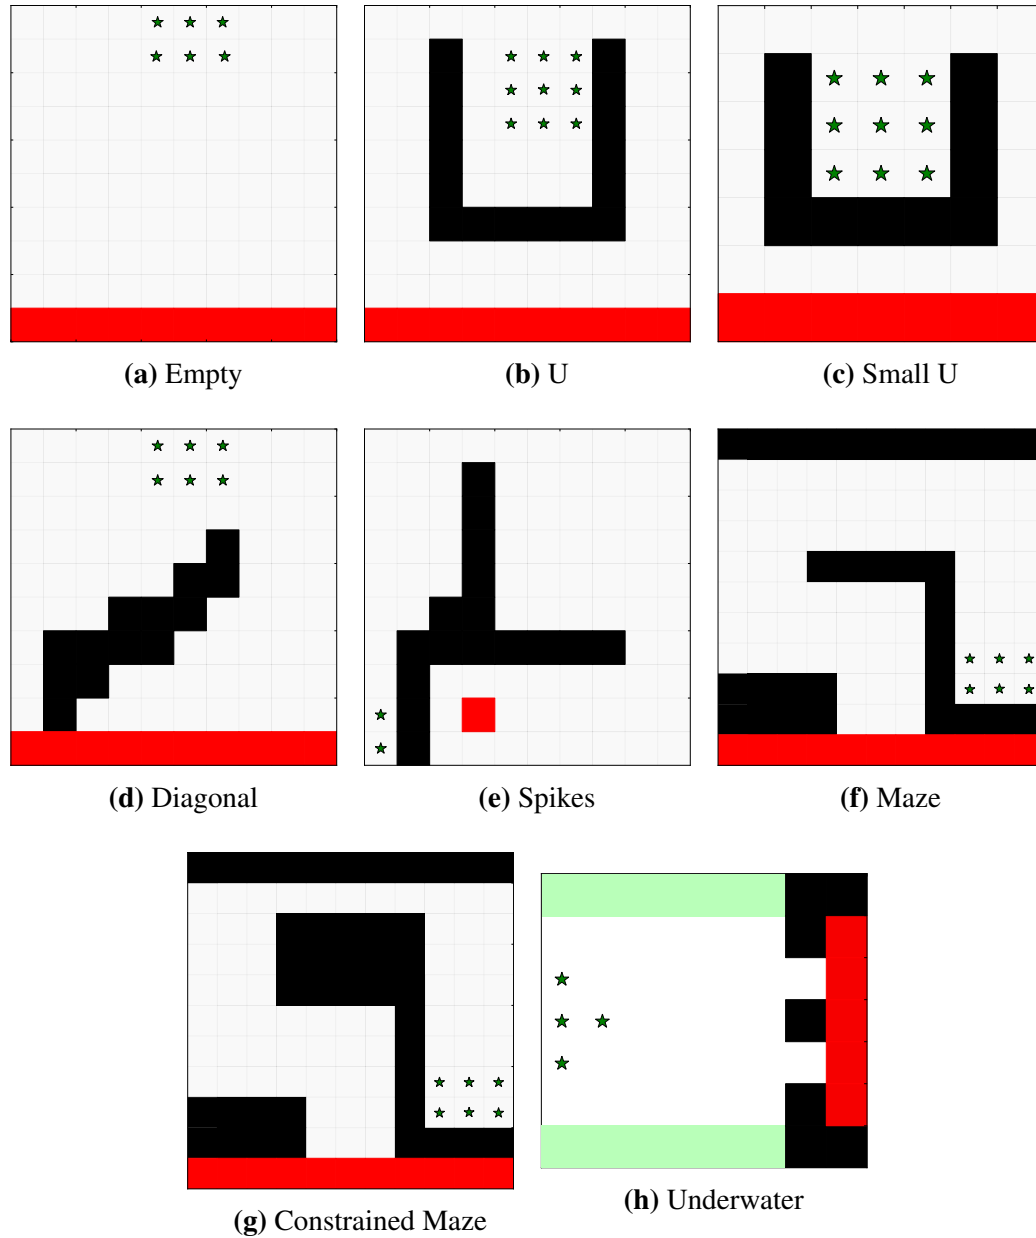 (a) Empty
(b) U
(c) Small U
(d) Diagonal
(e) Spikes
(f) Maze
(g) Constrained Maze
(h) Underwater